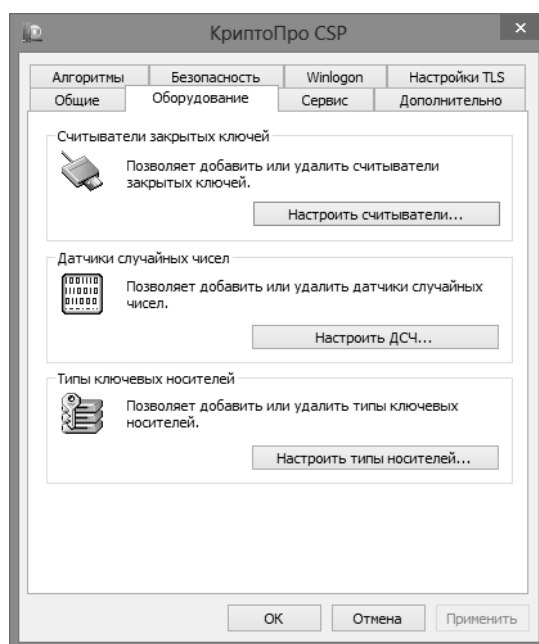 КриптоПро CSP
Алгоритмы Безопасность Winlogon Настройки TLS
Общие Оборудование Сервис Дополнительно
Считыватели закрытых ключей
Позволяет добавить или удалить считыватели
закрытых ключей.
Настроить считыватели...
Датчики случайных чисел
Позволяет добавить или удалить датчики случайных
чисел.
Настроить ДСЧ...
Типы ключевых носителей
Позволяет добавить или удалить типы ключевых
носителей.
Настроить типы носителей...
OK Отмена Применить